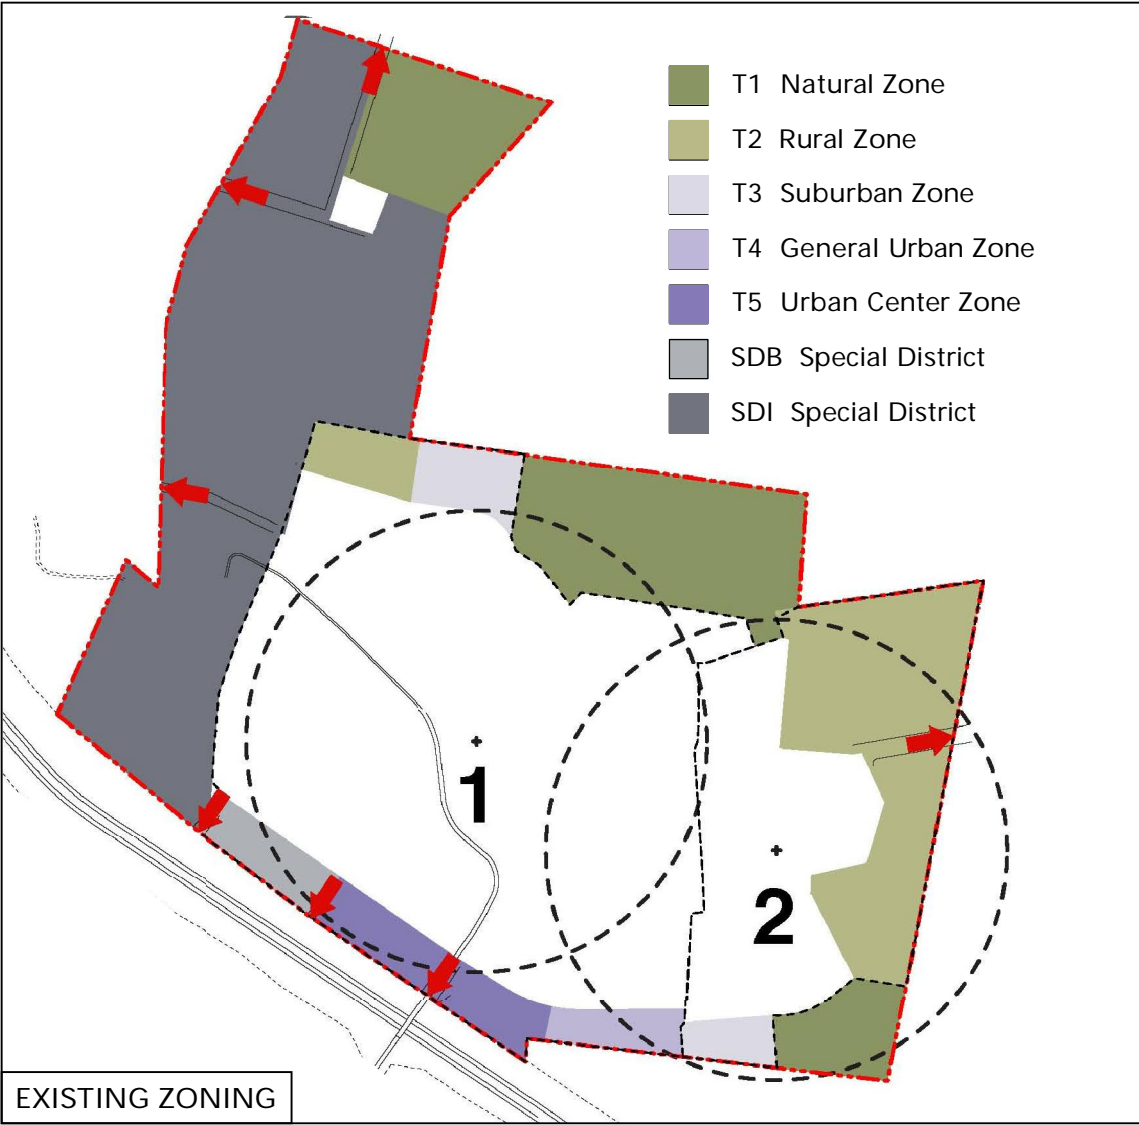 T1 Natural Zone
T2 Rural Zone
T3 Suburban Zone
T4 General Urban Zone
T5 Urban Center Zone
SDB Special District
SDI Special District
1
2
EXISTING ZONING